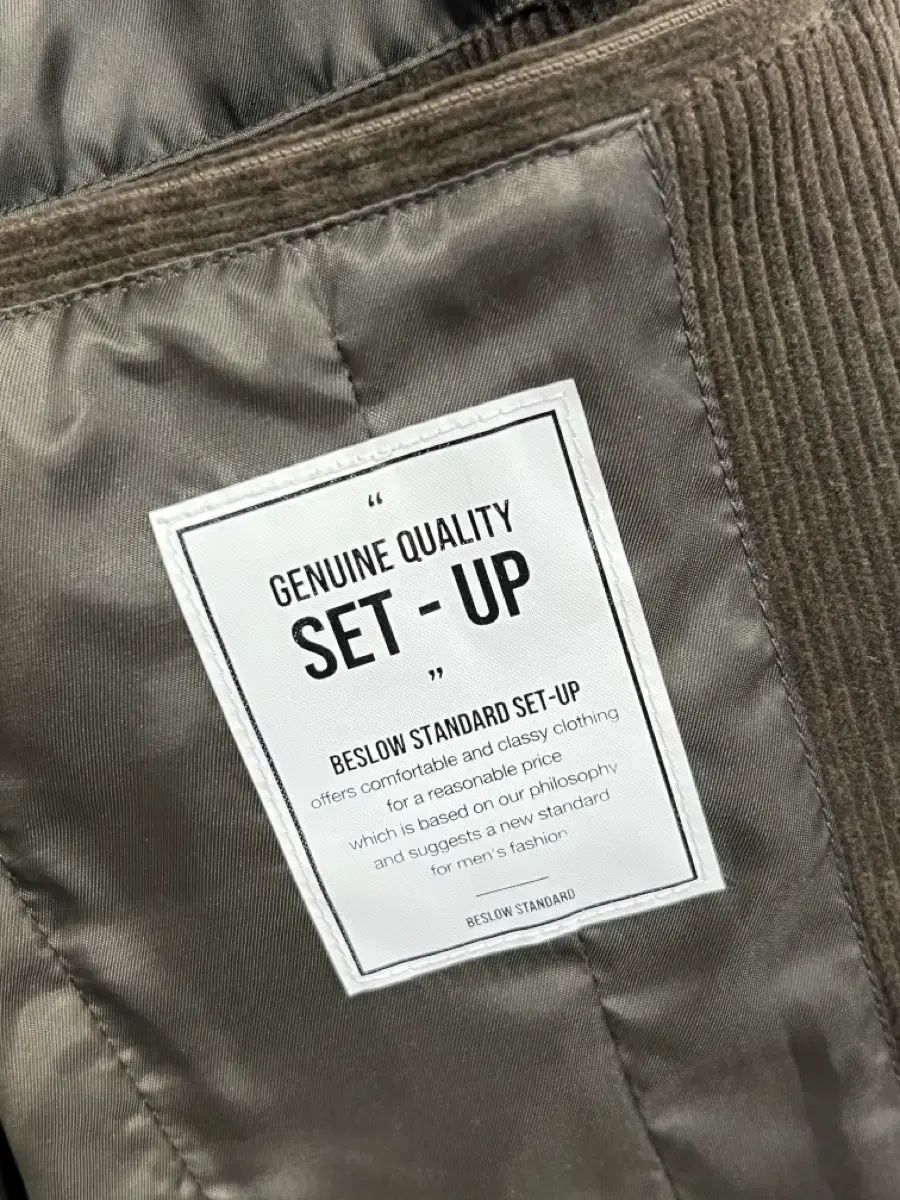 “
GENUINE QUALITY
SET - UP
”
BESLOW STANDARD SET-UP
offers comfortable and classy clothing
for a reasonable price
which is based on our philosophy
and suggests a new standard
for men's fashion
BESLOW STANDARD